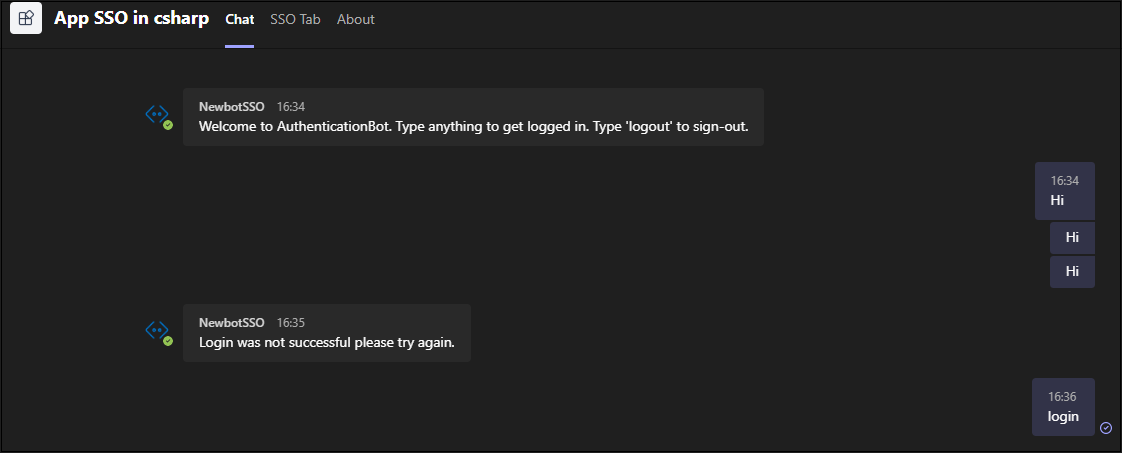 App SSO in csharp Chat SSO Tab About
NewbotSSO 16:34
Welcome to AuthenticationBot. Type anything to get logged in. Type 'logout' to sign-out.
16:34
Hi
Hi
Hi
NewbotSSO 16:35
Login was not successful please try again.
16:36
login